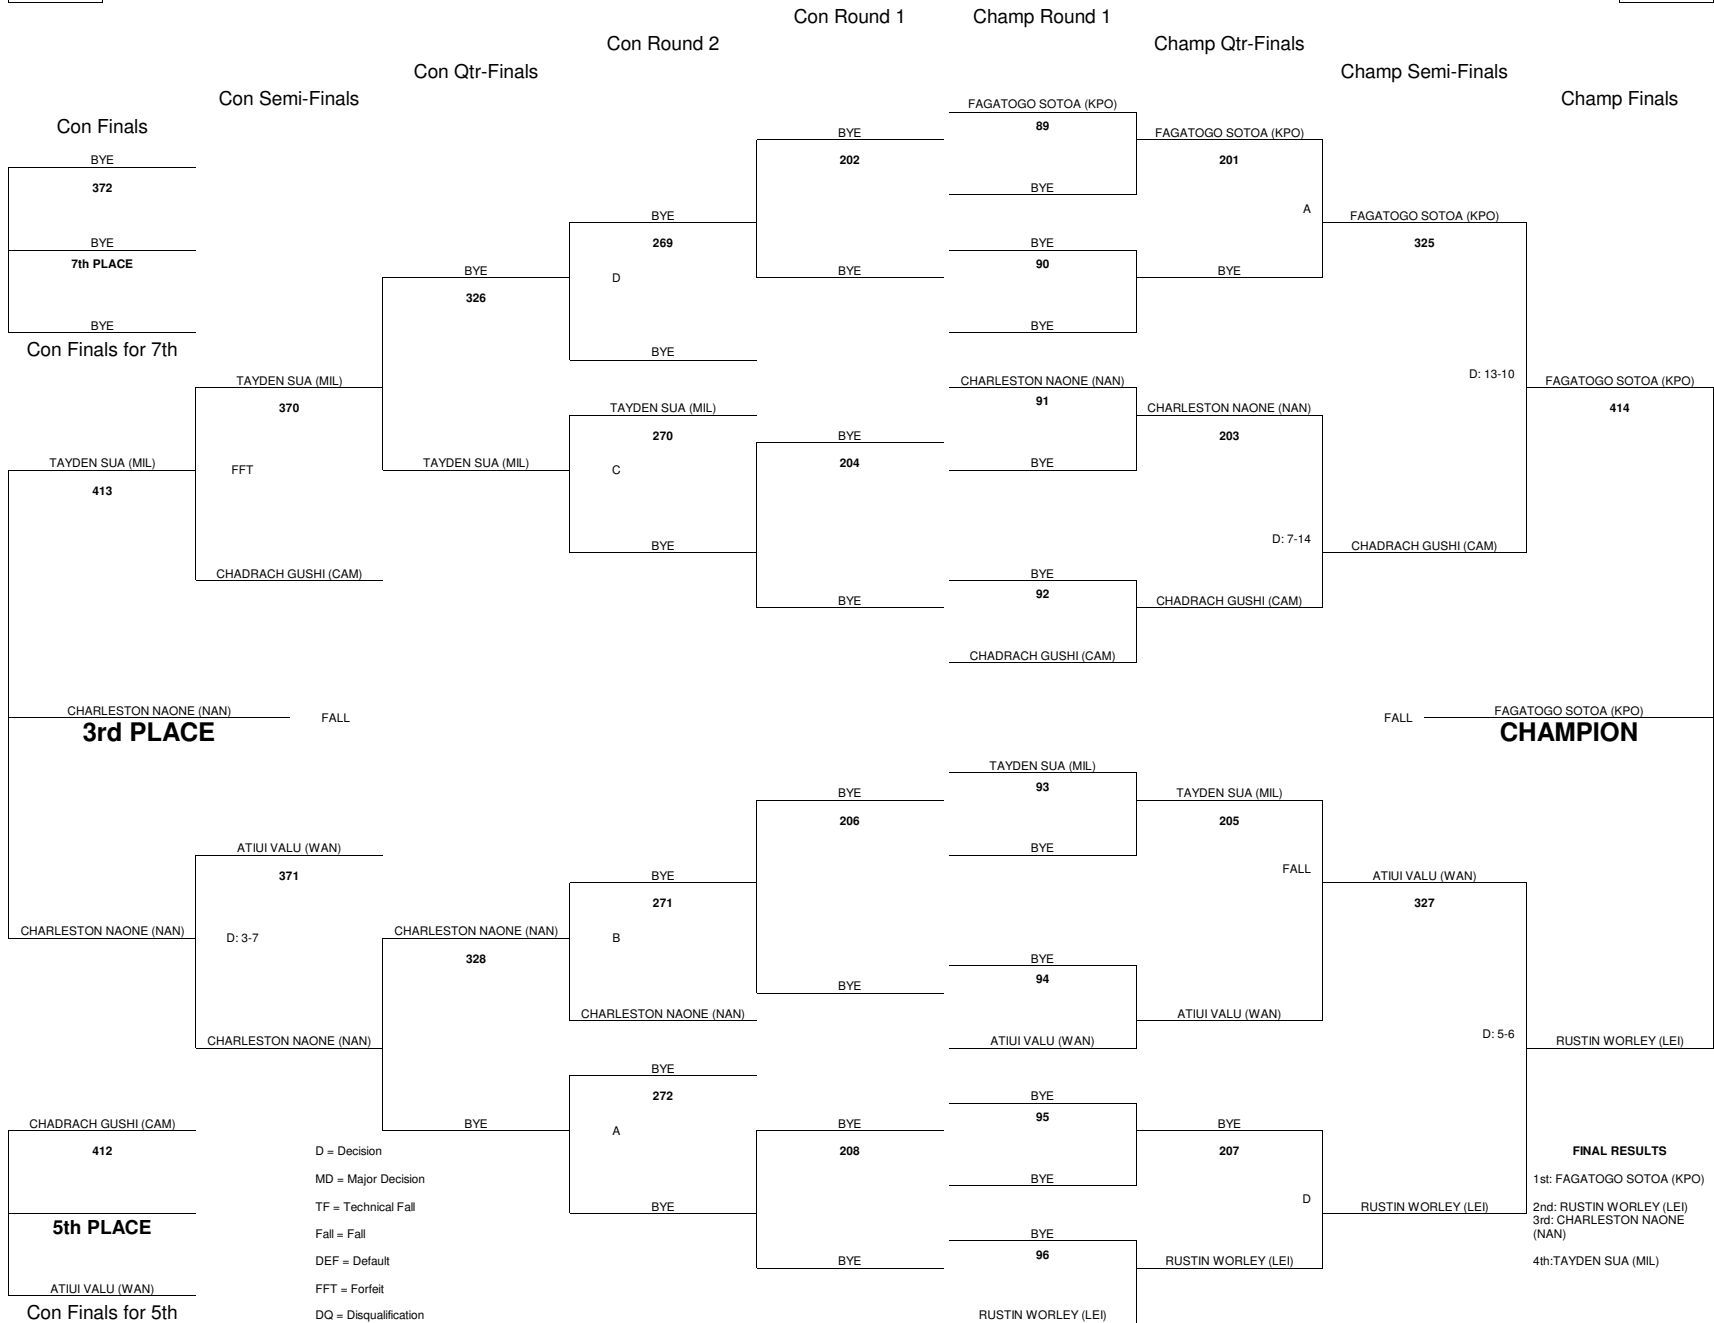 Con Round 1
Champ Round 1
Con Round 2
Champ Qtr-Finals
Con Qtr-Finals
Champ Semi-Finals
Con Semi-Finals
Champ Finals
Con Finals
FAGATOGO SOTOA (KPO)
89
BYE
FAGATOGO SOTOA (KPO)
BYE
202
201
BYE
372
BYE
A
BYE
FAGATOGO SOTOA (KPO)
BYE
269
BYE
325
7th PLACE
90
BYE
BYE
BYE
D
326
BYE
BYE
Con Finals for 7th
BYE
D: 13-10
TAYDEN SUA (MIL)
CHARLESTON NAONE (NAN)
FAGATOGO SOTOA (KPO)
370
91
414
TAYDEN SUA (MIL)
CHARLESTON NAONE (NAN)
270
BYE
203
TAYDEN SUA (MIL)
FFT
TAYDEN SUA (MIL)
C
204
BYE
413
D: 7-14
BYE
CHADRACH GUSHI (CAM)
CHADRACH GUSHI (CAM)
BYE
92
BYE
CHADRACH GUSHI (CAM)
CHADRACH GUSHI (CAM)
CHARLESTON NAONE (NAN)
FALL
FALL
FAGATOGO SOTOA (KPO)
3rd PLACE
CHAMPION
TAYDEN SUA (MIL)
93
BYE
TAYDEN SUA (MIL)
206
205
ATIUI VALU (WAN)
BYE
371
BYE
FALL
ATIUI VALU (WAN)
271
327
CHARLESTON NAONE (NAN)
D: 3-7
CHARLESTON NAONE (NAN)
B
328
BYE
94
BYE
CHARLESTON NAONE (NAN)
ATIUI VALU (WAN)
D: 5-6
CHARLESTON NAONE (NAN)
ATIUI VALU (WAN)
RUSTIN WORLEY (LEI)
BYE
272
BYE
95
CHADRACH GUSHI (CAM)
BYE
A
BYE
BYE
412
D = Decision
208
207
FINAL RESULTS
MD = Major Decision
BYE
1st: FAGATOGO SOTOA (KPO)
D
TF = Technical Fall
BYE
RUSTIN WORLEY (LEI)
2nd: RUSTIN WORLEY (LEI)
3rd: CHARLESTON NAONE
5th PLACE
Fall = Fall
BYE
(NAN)
96
DEF = Default
BYE
RUSTIN WORLEY (LEI)
4th:TAYDEN SUA (MIL)
ATIUI VALU (WAN)
FFT = Forfeit
Con Finals for 5th
DQ = Disqualification
RUSTIN WORLEY (LEI)